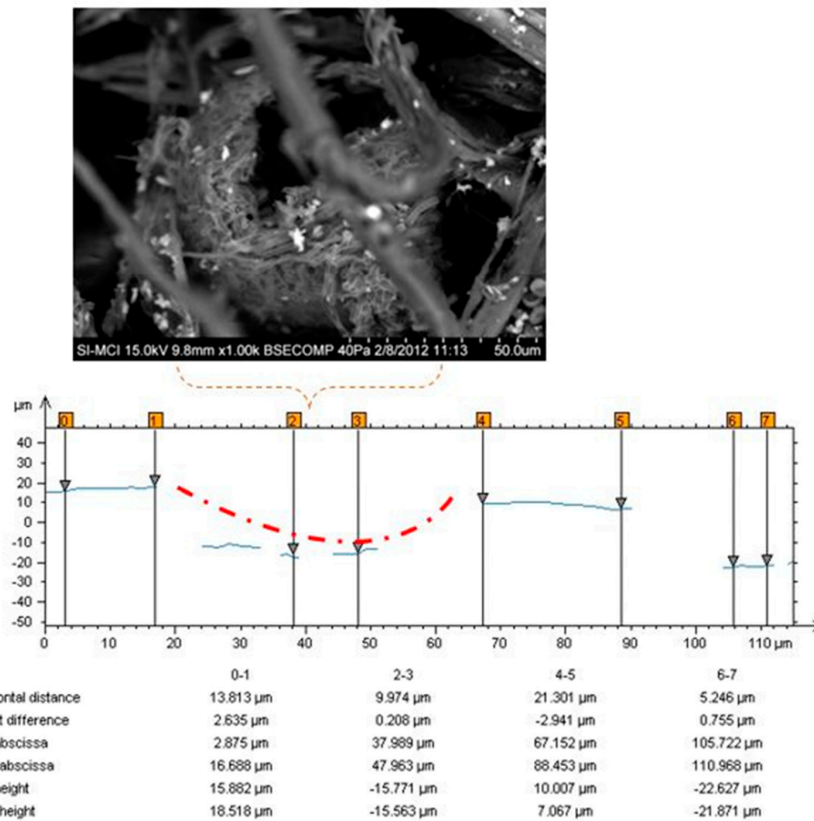 SI-MCI 15.0kV 9.8mm x1.00k BSECOMP 40Pa 2/8/2012 11:13 50.0um
µm
0 1 2 3 4 5 6 7
40
30
20
10
0
-10
-20
-30
-40
-50
0 10 20 30 40 50 60 70 80 90 100 110 µm
0-1 2-3 4-5 6-7
ontal distance 13.813 µm 9.974 µm 21.301 µm 5.246 µm
t difference 2.635 µm 0.208 µm -2.941 µm 0.755 µm
abscissa 2.875 µm 37.989 µm 67.152 µm 105.722 µm
abscissa 16.688 µm 47.963 µm 88.453 µm 110.968 µm
eight 15.882 µm -15.771 µm 10.007 µm -22.627 µm
height 18.518 µm -15.563 µm 7.067 µm -21.871 µm